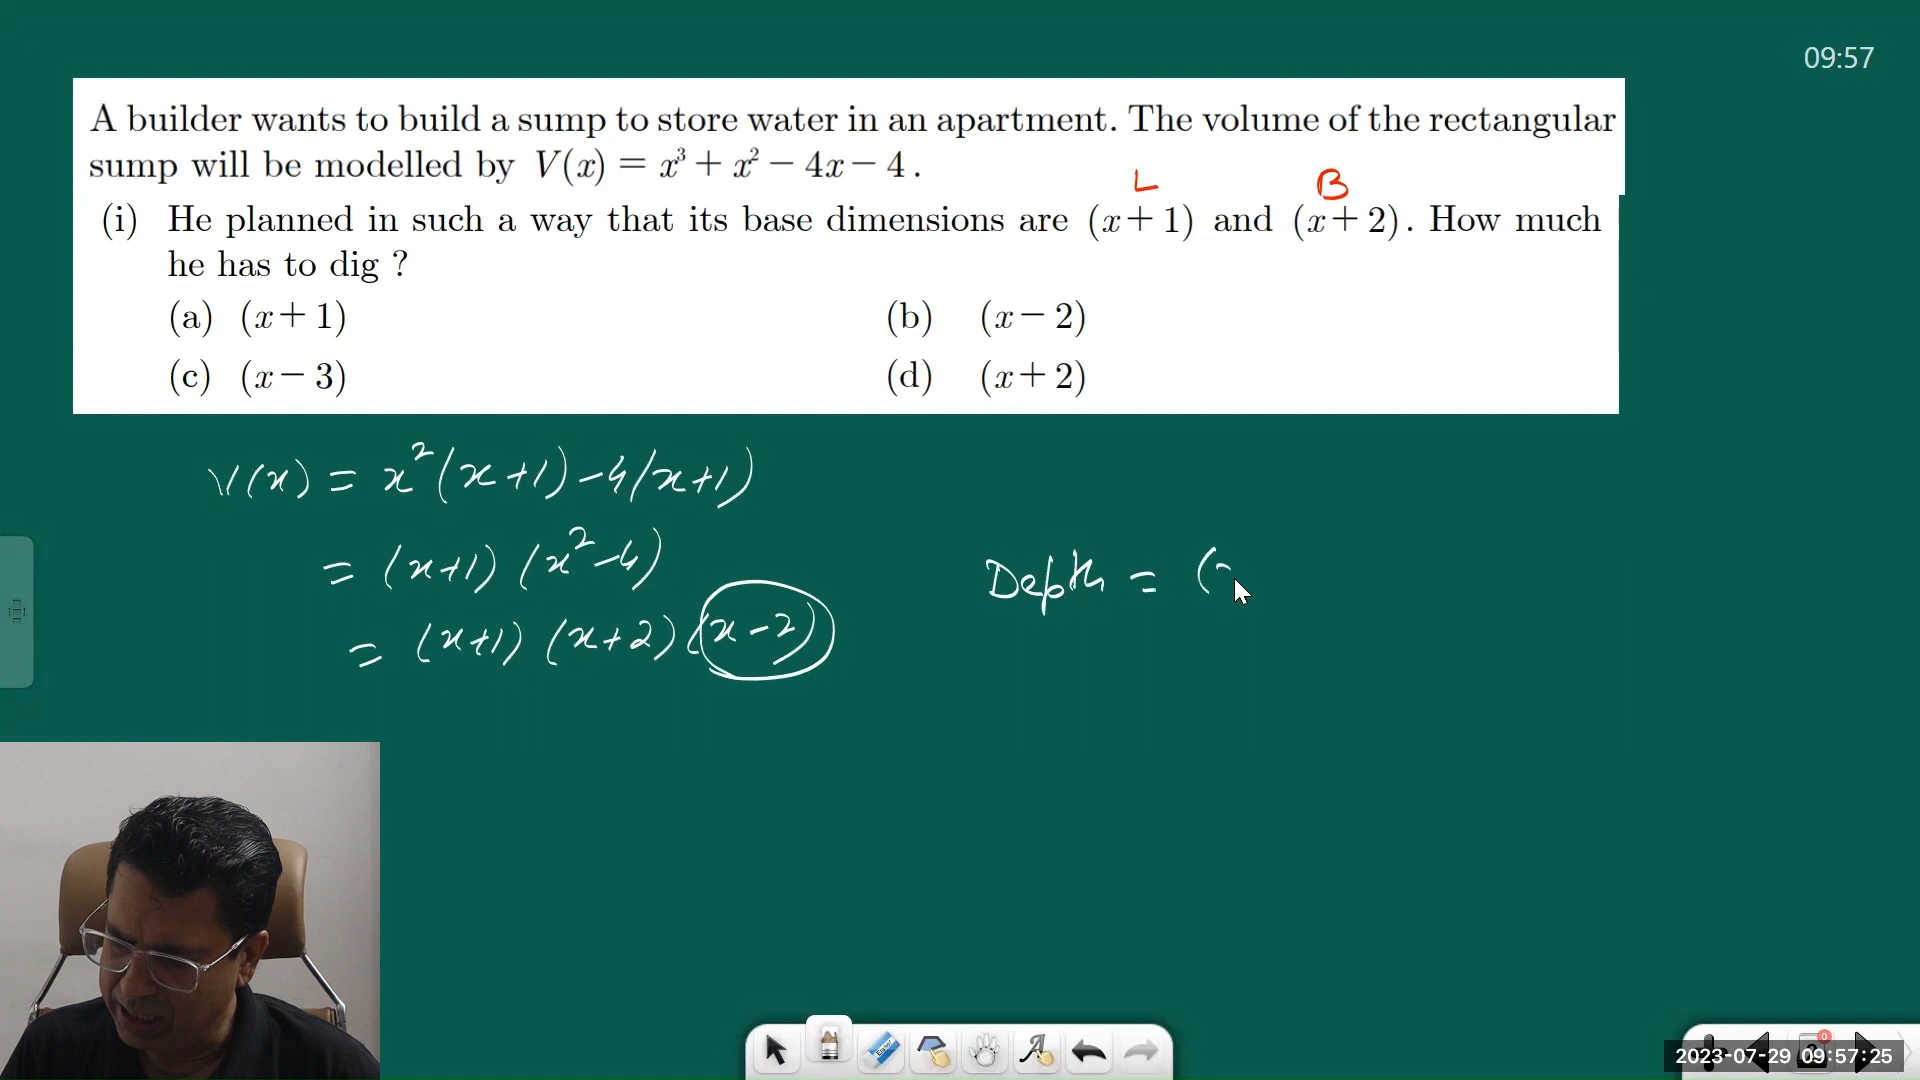 09:57
A builder wants to build a sump to store water in an apartment. The volume of the rectangular
sump will be modelled by V(x) = x³ + x² − 4x − 4.
L B
(i) He planned in such a way that its base dimensions are (x + 1) and (x + 2). How much
he has to dig ?
(a) (x + 1) (b) (x − 2)
(c) (x − 3) (d) (x + 2)
V(x) = x²(x+1)−4(x+1)
= (x+1) (x²−4)
Depth = (
= (x+1) (x+2) (x−2)
2023-07-29 09:57:25